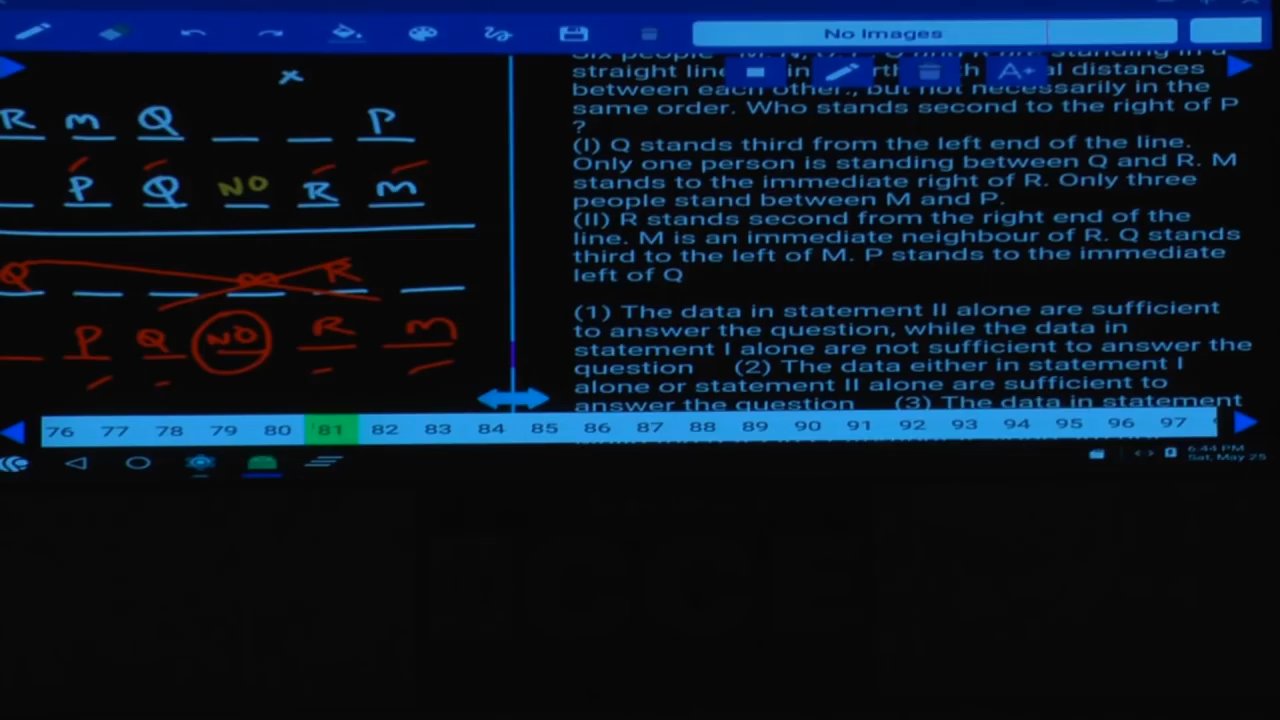 No Images
straight line
distances
between each other., but not necessarily in the
same order. Who stands second to the right of P
?
(I) Q stands third from the left end of the line.
Only one person is standing between Q and R. M
stands to the immediate right of R. Only three
people stand between M and P.
(II) R stands second from the right end of the
line. M is an immediate neighbour of R. Q stands
third to the left of M. P stands to the immediate
left of Q
(1) The data in statement II alone are sufficient
to answer the question, while the data in
statement I alone are not sufficient to answer the
question (2) The data either in statement I
alone or statement II alone are sufficient to
answer the question (3) The data in statement
x
R M Q P
P Q NO R M
Q R
P Q NO R M
76 77 78 79 80 81 82 83 84 85 86 87 88 89 90 91 92 93 94 95 96 97
6:44 PM
Sat, May 25
A+